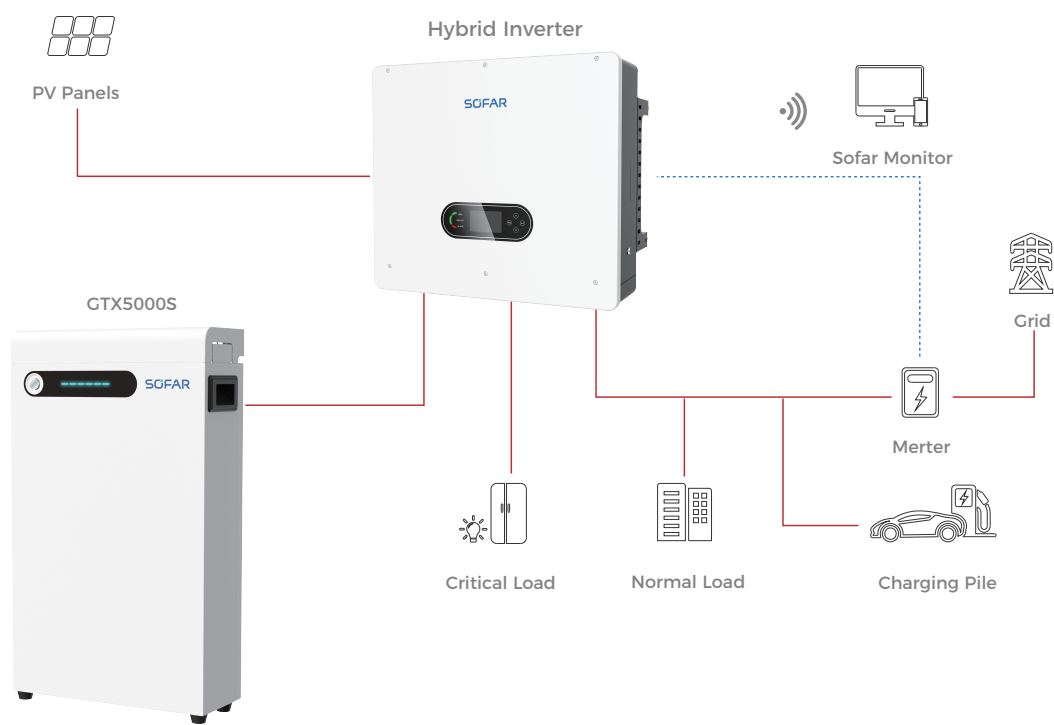 Hybrid Inverter
PV Panels
SOFAR
Sofar Monitor
GTX5000S
Grid
SOFAR
Merter
Critical Load
Normal Load
Charging Pile